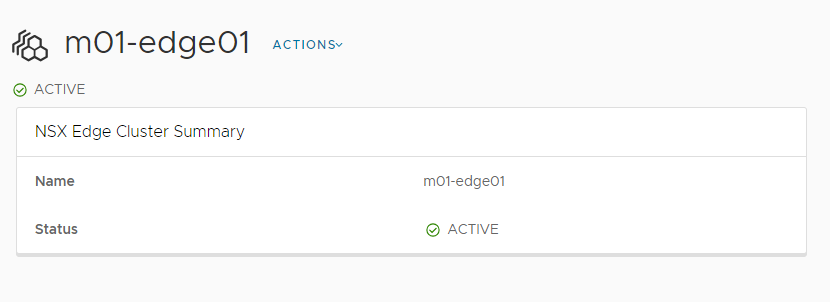 m01-edge01 ACTIONS
ACTIVE
NSX Edge Cluster Summary
Name m01-edge01
Status ACTIVE